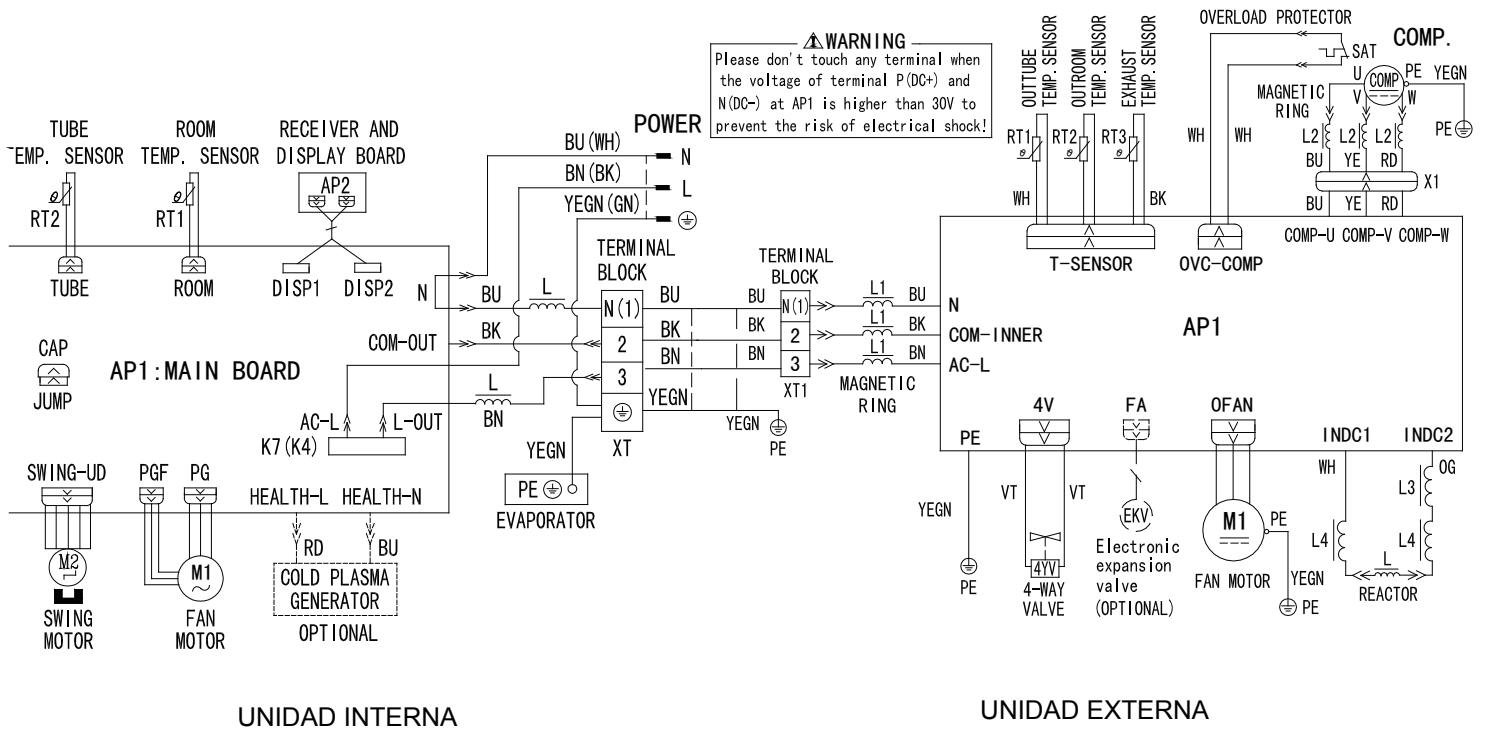 TUBE
EMP. SENSOR
RT2
TUBE
ROOM
TEMP. SENSOR
RT1
ROOM
RECEIVER AND
DISPLAY BOARD
AP2
DISP1
DISP2
CAP
JUMP
AP1:MAIN BOARD
N
COM-OUT
AC-L
L-OUT
K7(K4)
SWING-UD
PGF
PG
HEALTH-L
HEALTH-N
RD
BU
M2
SWING
MOTOR
M1
FAN
MOTOR
COLD PLASMA
GENERATOR
OPTIONAL
POWER
BU(WH)
N
BN(BK)
L
YEGN(GN)
BU
L
BK
L
BN
TERMINAL
BLOCK
N(1)
2
3
XT
YEGN
PE
EVAPORATOR
BU
BK
BN
YEGN
YEGN
PE
TERMINAL
BLOCK
BU
N(1)
BK
2
BN
3
XT1
L1
BU
L1
BK
L1
BN
MAGNETIC
RING
WARNING
Please don't touch any terminal when
the voltage of terminal P(DC+) and
N(DC-) at AP1 is higher than 30V to
prevent the risk of electrical shock!
OUTTUBE
TEMP.SENSOR
OUTROOM
TEMP.SENSOR
EXHAUST
TEMP.SENSOR
RT1
RT2
RT3
WH
BK
T-SENSOR
OVERLOAD PROTECTOR
SAT
WH
WH
OVC-COMP
COMP.
COMP
U
V
W
PE
YEGN
PE
MAGNETIC
RING
L2
L2
L2
BU
YE
RD
X1
BU
YE
RD
COMP-U
COMP-V
COMP-W
N
COM-INNER
AC-L
AP1
PE
4V
FA
OFAN
INDC1
INDC2
YEGN
PE
VT
VT
4YV
4-WAY
VALVE
EKV
Electronic
expansion
valve
(OPTIONAL)
M1
FAN MOTOR
PE
YEGN
PE
WH
OG
L3
L4
L4
L
REACTOR
UNIDAD INTERNA
UNIDAD EXTERNA